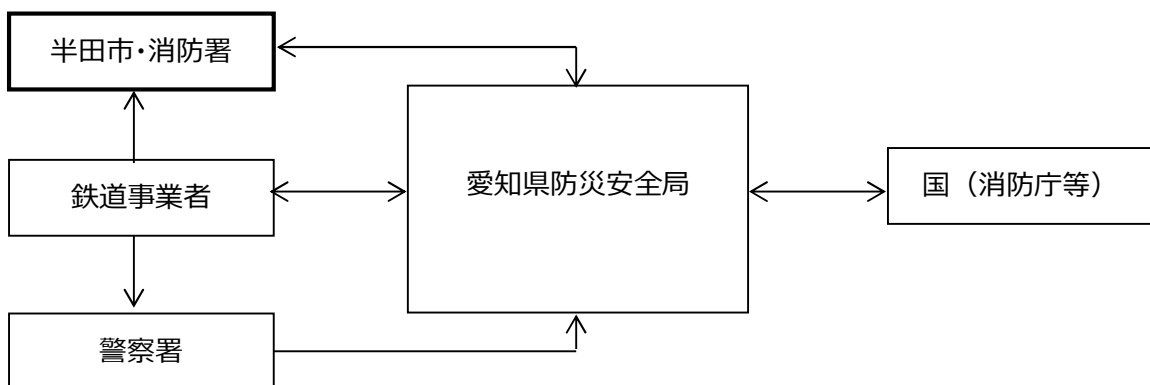 半田市・消防署
鉄道事業者
愛知県防災安全局
国（消防庁等）
警察署